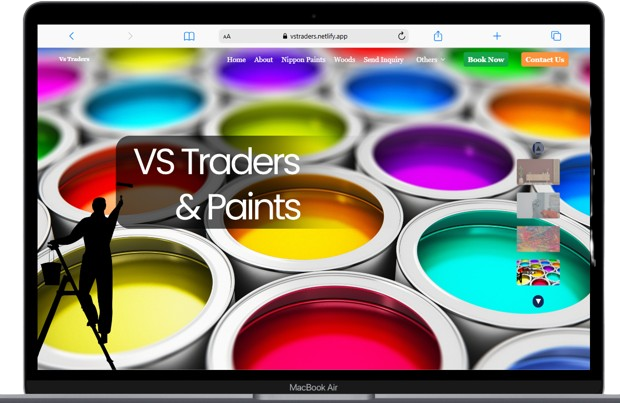 AA vstraders.netlify.app
Vs Traders Home About Nippon Paints Woods Send Inquiry Others Book Now Contact Us
VS Traders
& Paints
MacBook Air